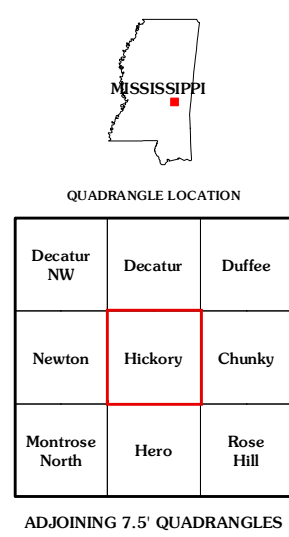 MISSISSIPPI
QUADRANGLE LOCATION
Decatur
NW
Decatur
Duffee
Newton
Hickory
Chunky
Montrose
North
Hero
Rose
Hill
ADJOINING 7.5' QUADRANGLES